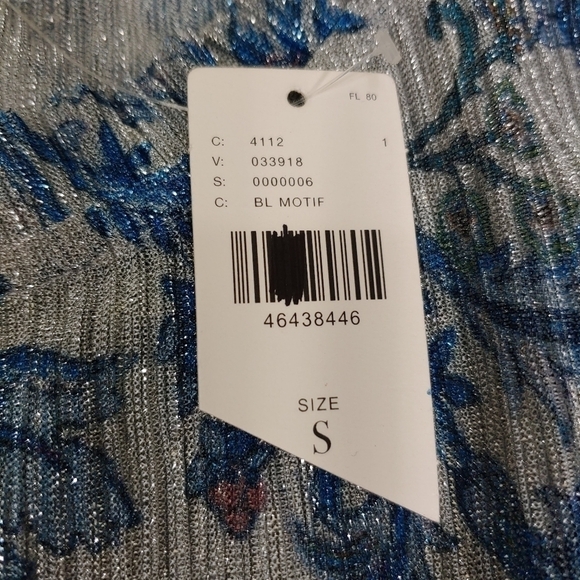 FL 80
C: 4112 1
V: 033918
S: 0000006
C: BL MOTIF
46438446
SIZE
S